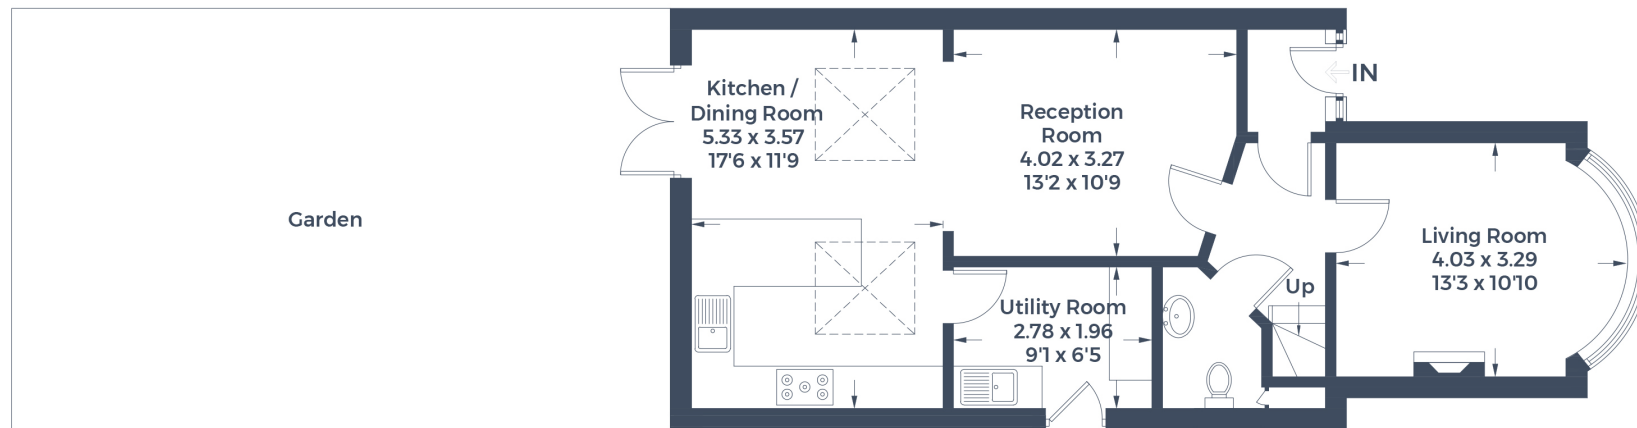 Garden
Kitchen /
Dining Room
5.33 x 3.57
17'6 x 11'9
Reception
Room
4.02 x 3.27
13'2 x 10'9
IN
Utility Room
2.78 x 1.96
9'1 x 6'5
Up
Living Room
4.03 x 3.29
13'3 x 10'10